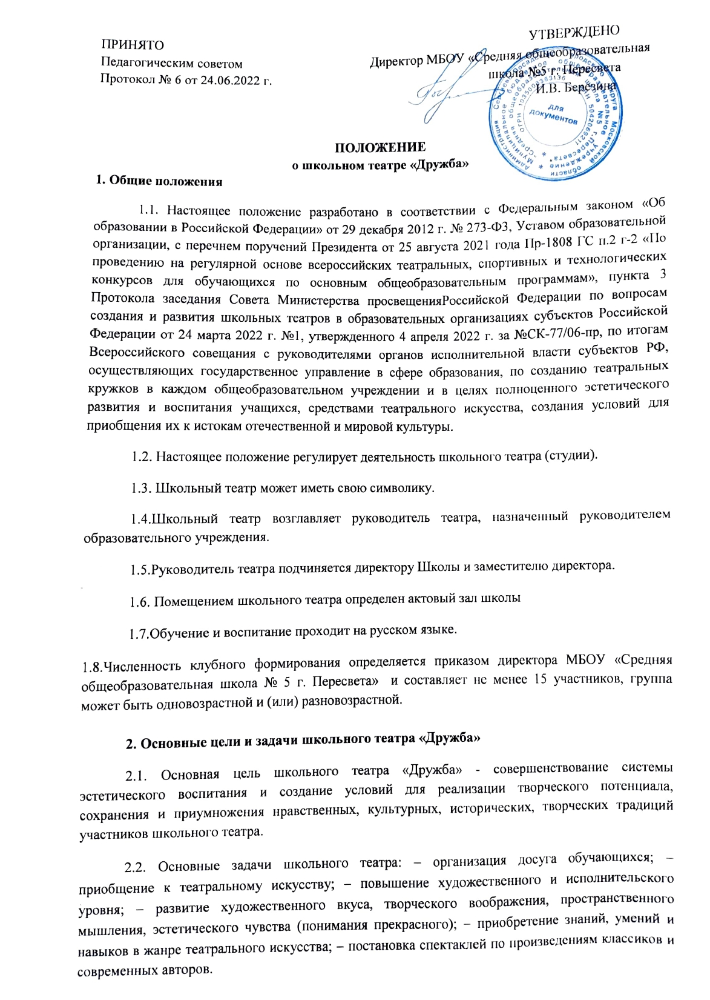 ПРИНЯТО
Педагогическим советом
Протокол № 6 от 24.06.2022 г.
УТВЕРЖДЕНО
Директор МБОУ «Средняя общеобразовательная
школа №5 г. Пересвета
И.В. Березина
для
документов
ПОЛОЖЕНИЕ
о школьном театре «Дружба»
1. Общие положения
1.1. Настоящее положение разработано в соответствии с Федеральным законом «Об
образовании в Российской Федерации» от 29 декабря 2012 г. № 273-ФЗ, Уставом образовательной
организации, с перечнем поручений Президента от 25 августа 2021 года Пр-1808 ГС п.2 г-2 «По
проведению на регулярной основе всероссийских театральных, спортивных и технологических
конкурсов для обучающихся по основным общеобразовательным программам», пункта 3
Протокола заседания Совета Министерства просвещенияРоссийской Федерации по вопросам
создания и развития школьных театров в образовательных организациях субъектов Российской
Федерации от 24 марта 2022 г. №1, утвержденного 4 апреля 2022 г. за №СК-77/06-пр, по итогам
Всероссийского совещания с руководителями органов исполнительной власти субъектов РФ,
осуществляющих государственное управление в сфере образования, по созданию театральных
кружков в каждом общеобразовательном учреждении и в целях полноценного эстетического
развития и воспитания учащихся, средствами театрального искусства, создания условий для
приобщения их к истокам отечественной и мировой культуры.
1.2. Настоящее положение регулирует деятельность школьного театра (студии).
1.3. Школьный театр может иметь свою символику.
1.4.Школьный театр возглавляет руководитель театра, назначенный руководителем
образовательного учреждения.
1.5.Руководитель театра подчиняется директору Школы и заместителю директора.
1.6. Помещением школьного театра определен актовый зал школы
1.7.Обучение и воспитание проходит на русском языке.
1.8.Численность клубного формирования определяется приказом директора МБОУ «Средняя
общеобразовательная школа № 5 г. Пересвета» и составляет не менее 15 участников, группа
может быть одновозрастной и (или) разновозрастной.
2. Основные цели и задачи школьного театра «Дружба»
2.1. Основная цель школьного театра «Дружба» - совершенствование системы
эстетического воспитания и создание условий для реализации творческого потенциала,
сохранения и приумножения нравственных, культурных, исторических, творческих традиций
участников школьного театра.
2.2. Основные задачи школьного театра: – организация досуга обучающихся; –
приобщение к театральному искусству; – повышение художественного и исполнительского
уровня; – развитие художественного вкуса, творческого воображения, пространственного
мышления, эстетического чувства (понимания прекрасного); – приобретение знаний, умений и
навыков в жанре театрального искусства; – постановка спектаклей по произведениям классиков и
современных авторов.